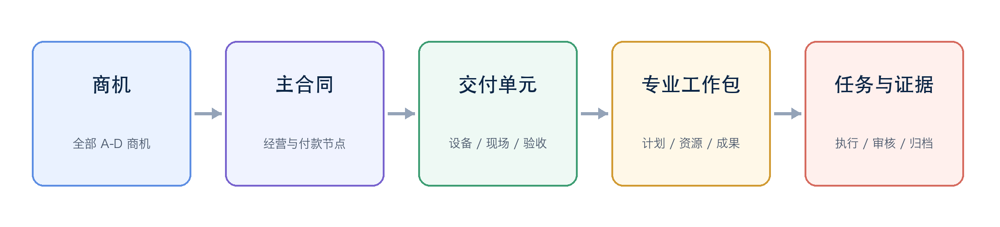 商机
全部 A-D 商机
主合同
经营与付款节点
交付单元
设备 / 现场 / 验收
专业工作包
计划 / 资源 / 成果
任务与证据
执行 / 审核 / 归档